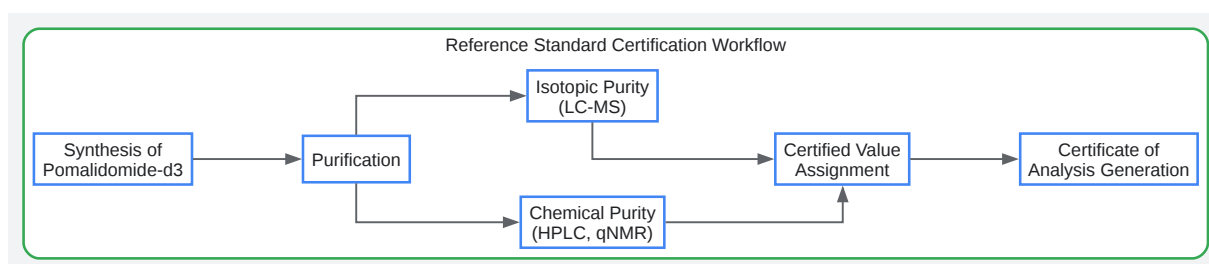 Reference Standard Certification Workflow
Synthesis of
Pomalidomide-d3
Purification
Isotopic Purity
(LC-MS)
Chemical Purity
(HPLC, qNMR)
Certified Value
Assignment
Certificate of
Analysis Generation